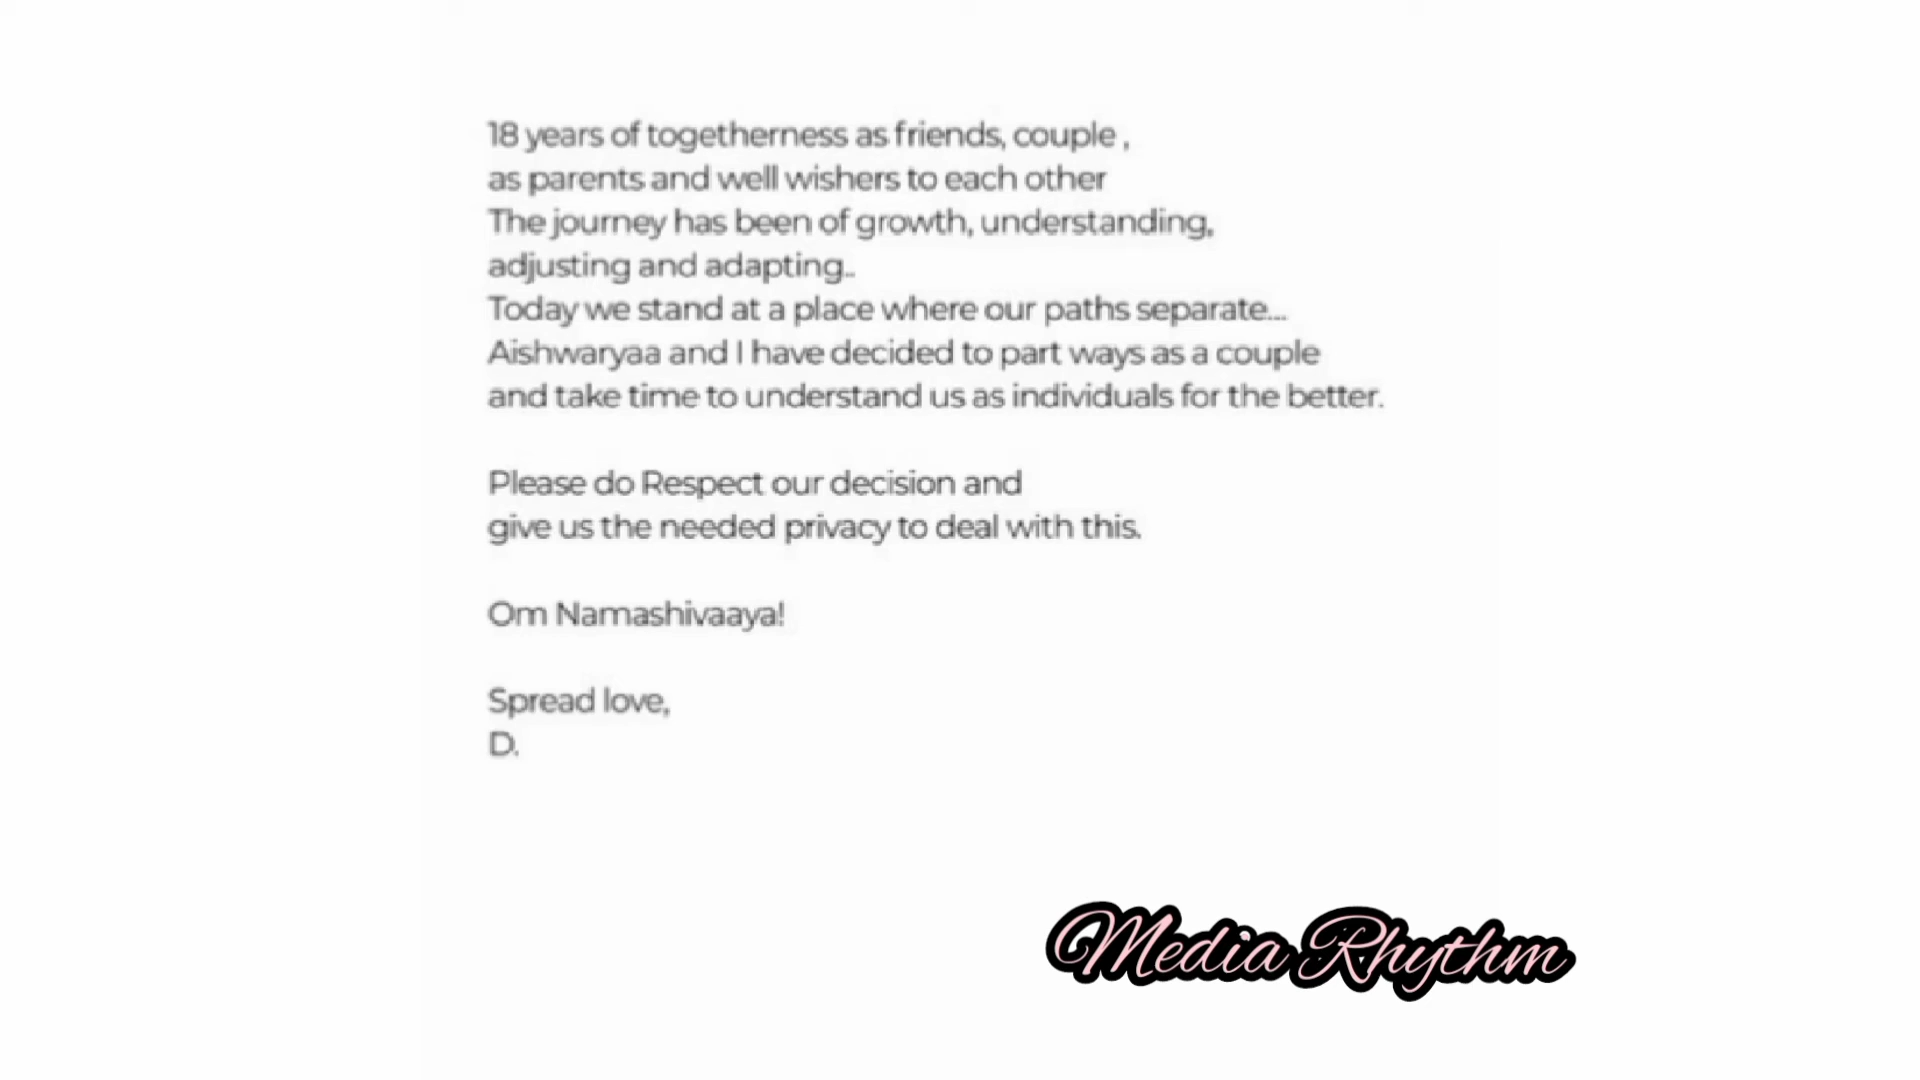 18 years of togetherness as friends, couple ,
as parents and well wishers to each other
The journey has been of growth, understanding,
adjusting and adapting..
Today we stand at a place where our paths separate...
Aishwaryaa and I have decided to part ways as a couple
and take time to understand us as individuals for the better.
Please do Respect our decision and
give us the needed privacy to deal with this.
Om Namashivaaya!
Spread love,
D.
Media Rhythm